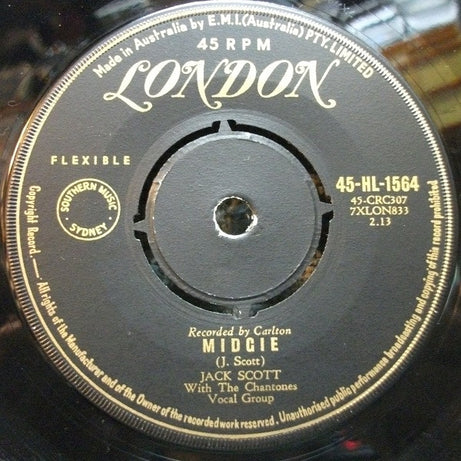 Made in Australia by E.M.I.(Australia) PTY. LIMITED
45 RPM
LONDON
FLEXIBLE
45-HL-1564
45-CRC307
7XLON833
2.13
SOUTHERN MUSIC
SYDNEY
Recorded by Carlton
MIDGIE
(J. Scott)
JACK SCOTT
With The Chantones
Vocal Group
Copyright Record.—All rights of the Manufacturer and of the Owner of the recorded work reserved. Unauthorised public performance broadcasting and copying of this record prohibited